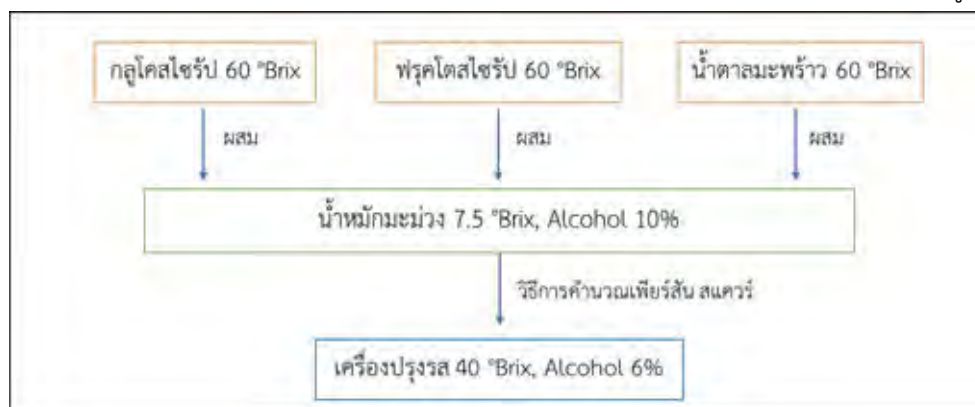 กลูโคสไซรัป 60 °Brix
ฟรุคโตสไซรัป 60 °Brix
น้ำตาลมะพร้าว 60 °Brix
ผสม
ผสม
ผสม
น้ำหมักมะม่วง 7.5 °Brix, Alcohol 10%
วิธีการคำนวณเพียร์สัน สแควร์
เครื่องปรุงรส 40 °Brix, Alcohol 6%